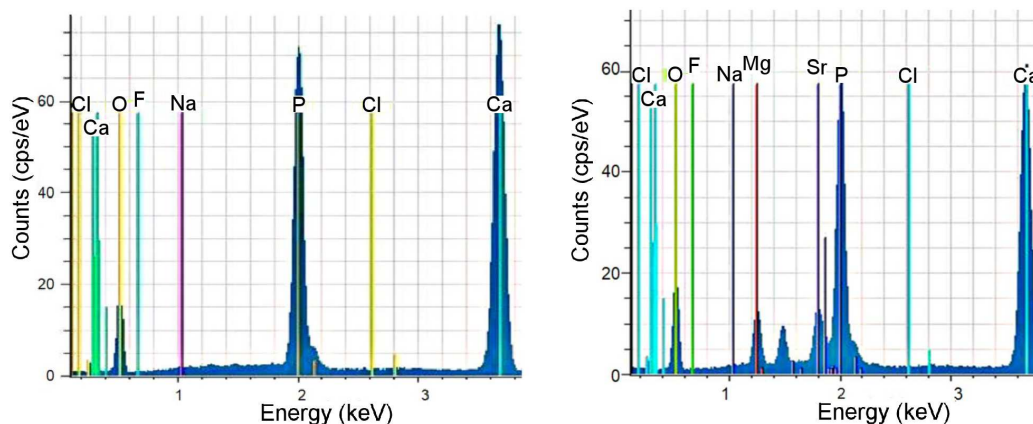 Counts (cps/eV)
60
40
20
0
Cl
Ca
O
F
Na
P
Cl
Ca
1
2
3
Energy (keV)
Counts (cps/eV)
60
40
20
0
Cl
Ca
O
F
Na
Mg
Sr
P
Cl
Ca
1
2
3
Energy (keV)